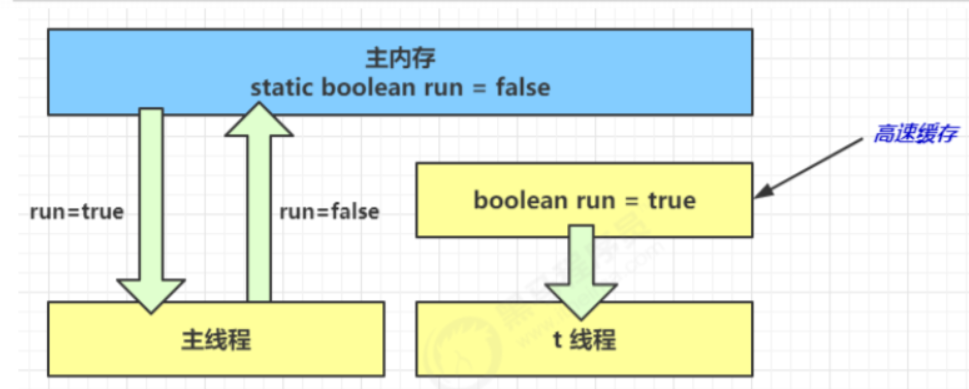 主内存
static boolean run = false
高速缓存
boolean run = true
run=true
run=false
主线程
t 线程